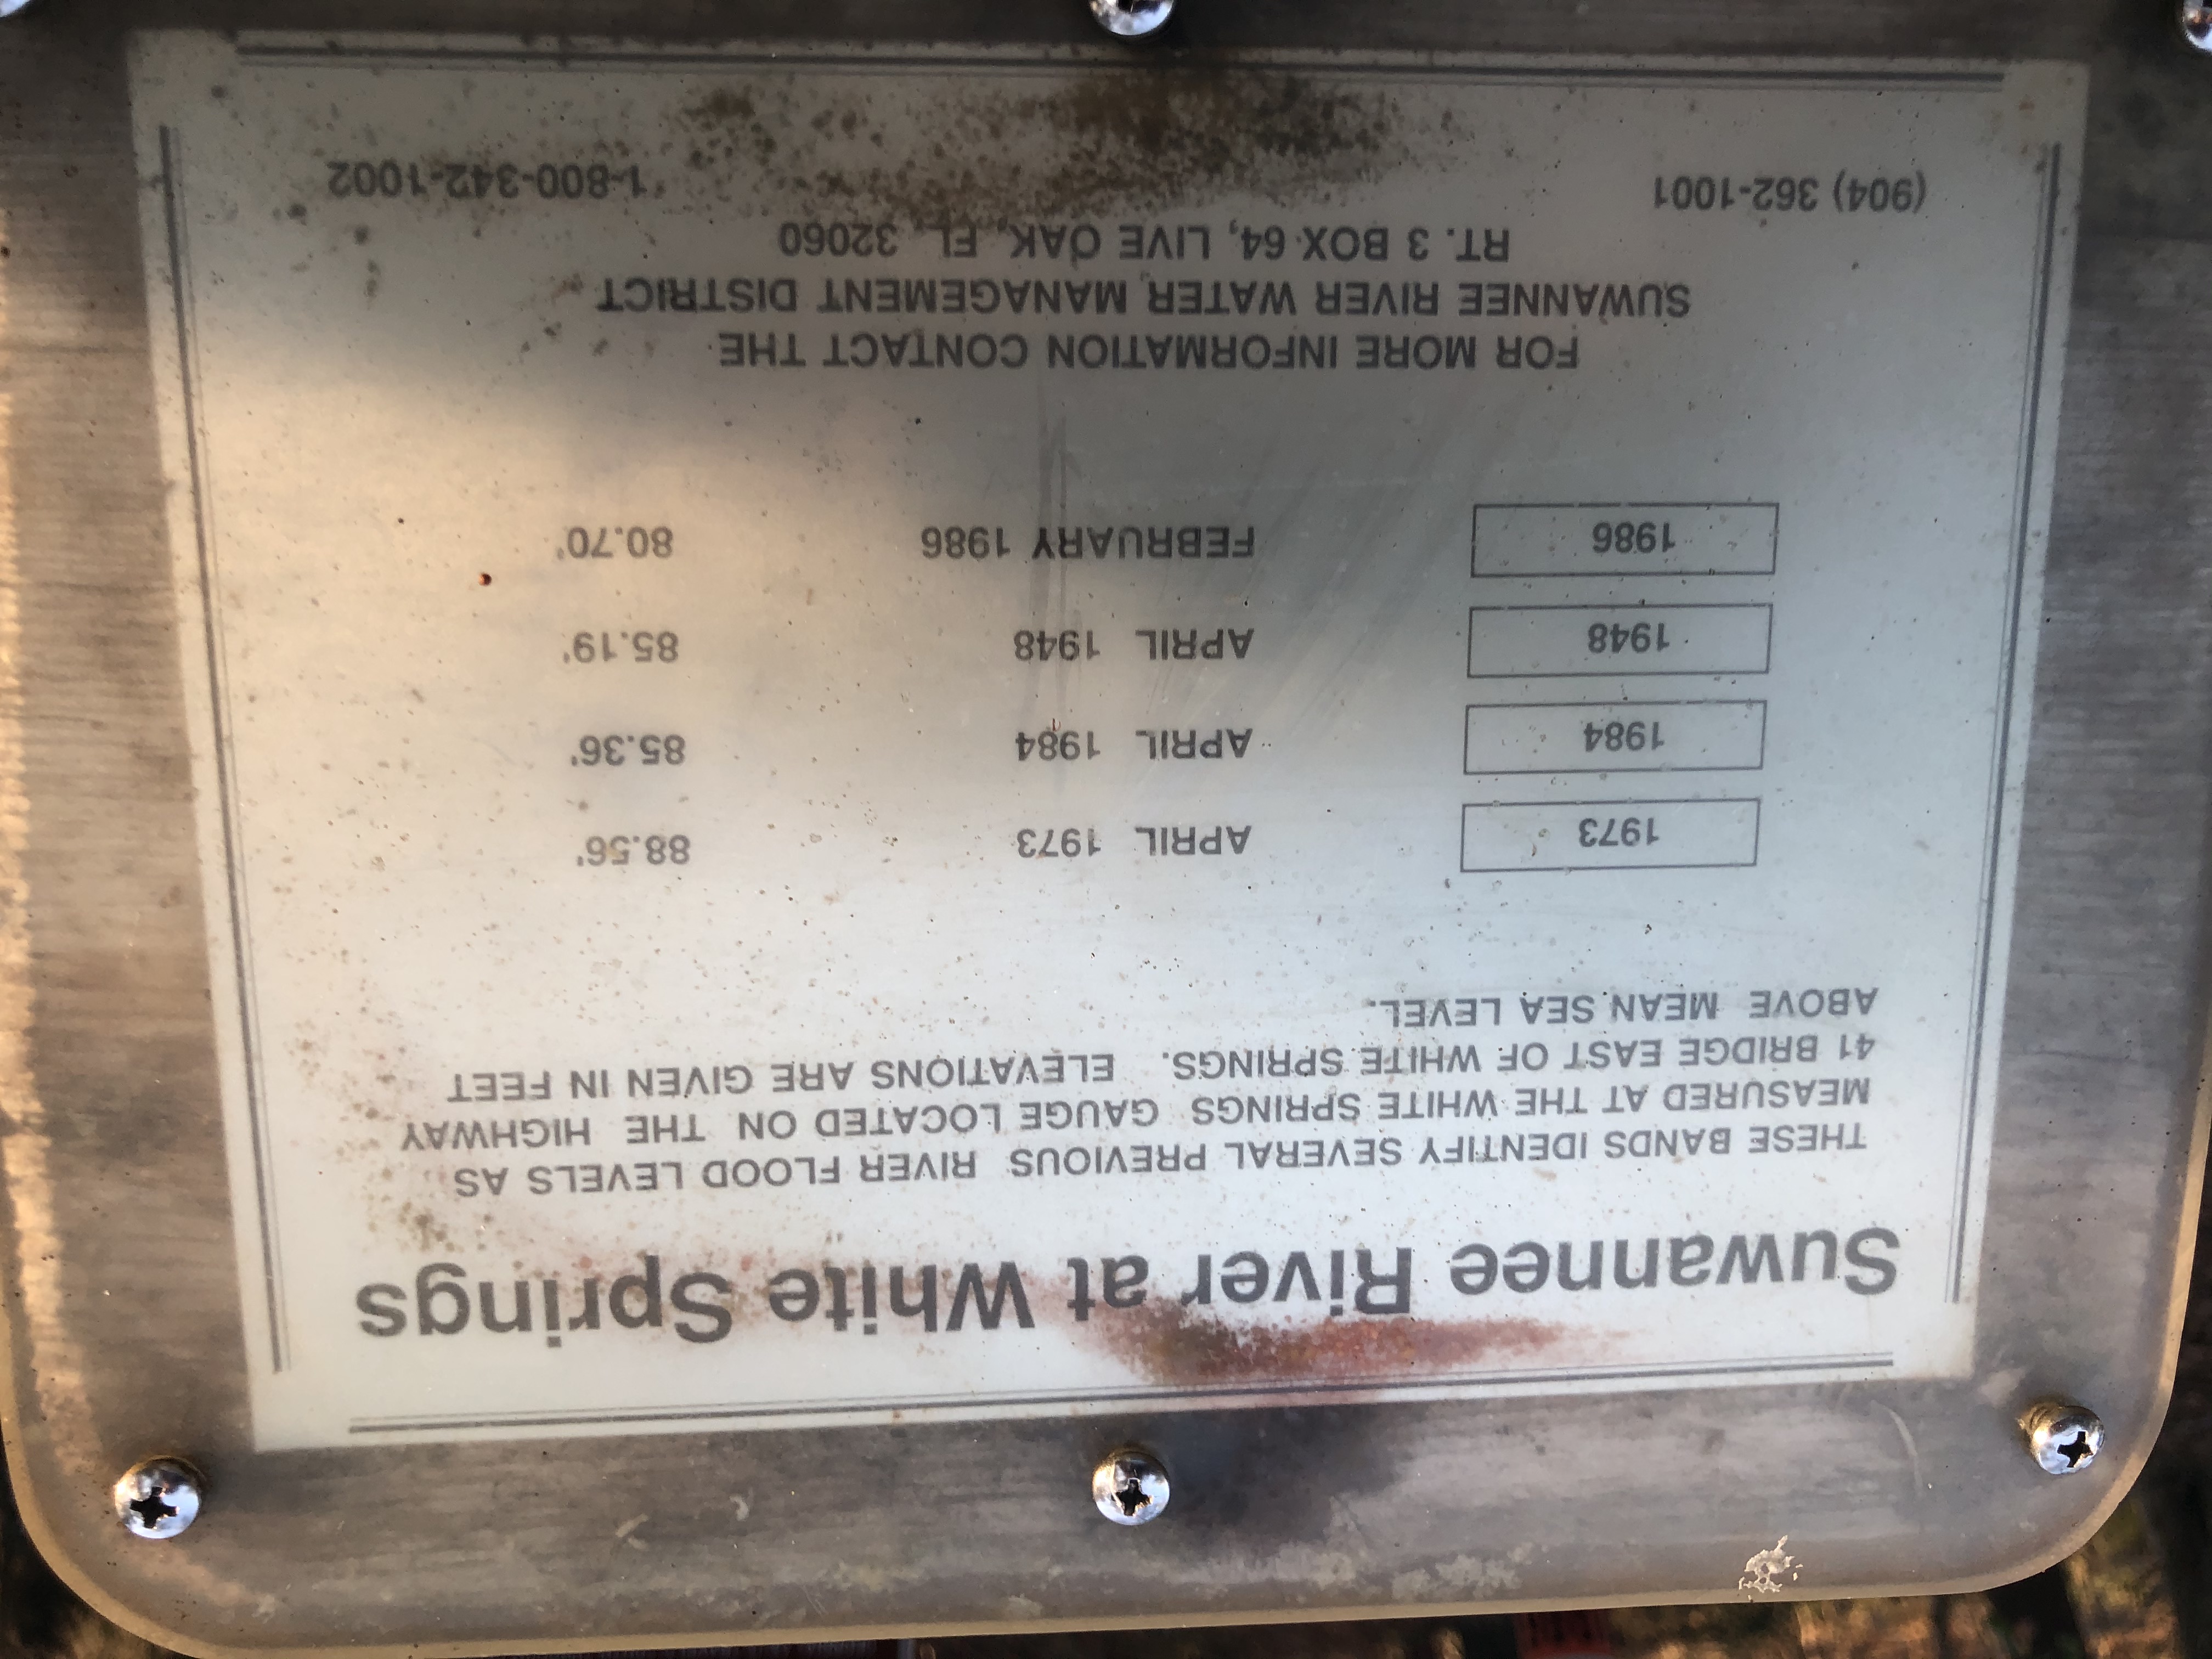 Suwannee River at White Springs
THESE BANDS IDENTIFY SEVERAL PREVIOUS RIVER FLOOD LEVELS AS
MEASURED AT THE WHITE SPRINGS GAUGE LOCATED ON THE HIGHWAY
41 BRIDGE EAST OF WHITE SPRINGS. ELEVATIONS ARE GIVEN IN FEET
ABOVE MEAN SEA LEVEL.
1973 APRIL 1973 88.56'
1984 APRIL 1984 85.36'
1948 APRIL 1948 85.19'
1986 FEBRUARY 1986 80.70'
FOR MORE INFORMATION CONTACT THE
SUWANNEE RIVER WATER MANAGEMENT DISTRICT
RT. 3 BOX 64, LIVE OAK, FL, 32060
(904) 362-1001 1-800-342-1002